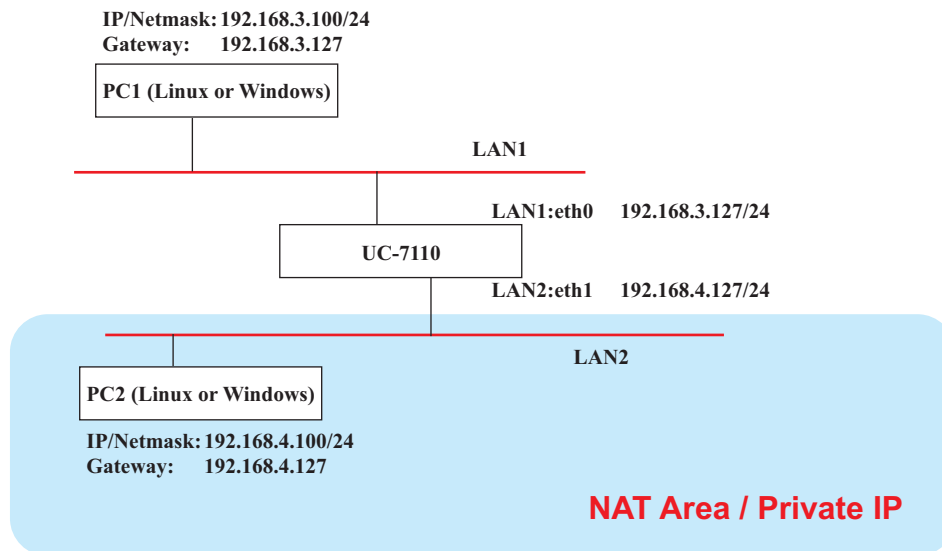 IP/Netmask: 192.168.3.100/24
Gateway: 192.168.3.127
PC1 (Linux or Windows)
LAN1
LAN1:eth0 192.168.3.127/24
UC-7110
LAN2:eth1 192.168.4.127/24
LAN2
PC2 (Linux or Windows)
IP/Netmask: 192.168.4.100/24
Gateway: 192.168.4.127
NAT Area / Private IP